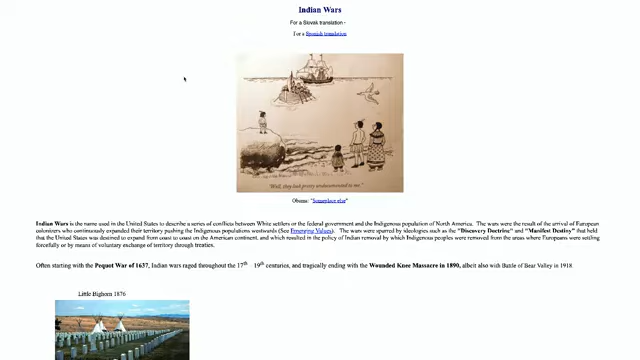 Indian Wars
For a Slovak translation -
For a Spanish translation
"Well, they look pretty undocumented to me."
Obama: "Someplace else"
Indian Wars is the name used in the United States to describe a series of conflicts between White settlers or the federal government and the Indigenous population of North America. The wars were the result of the arrival of European
colonizers who continuously expanded their territory pushing the Indigenous populations westwards (See Emerging Values). The wars were spurred by ideologies such as the "Discovery Doctrine" and "Manifest Destiny" that held
that the United States was destined to expand from coast to coast on the American continent, and which resulted in the policy of Indian removal by which Indigenous peoples were removed from the areas where Europeans were settling
forcefully or by means of voluntary exchange of territory through treaties.
Often starting with the Pequot War of 1637, Indian wars raged throughout the 17th 19th centuries, and tragically ending with the Wounded Knee Massacre in 1890, albeit also with Battle of Bear Valley in 1918
Little Bighorn 1876